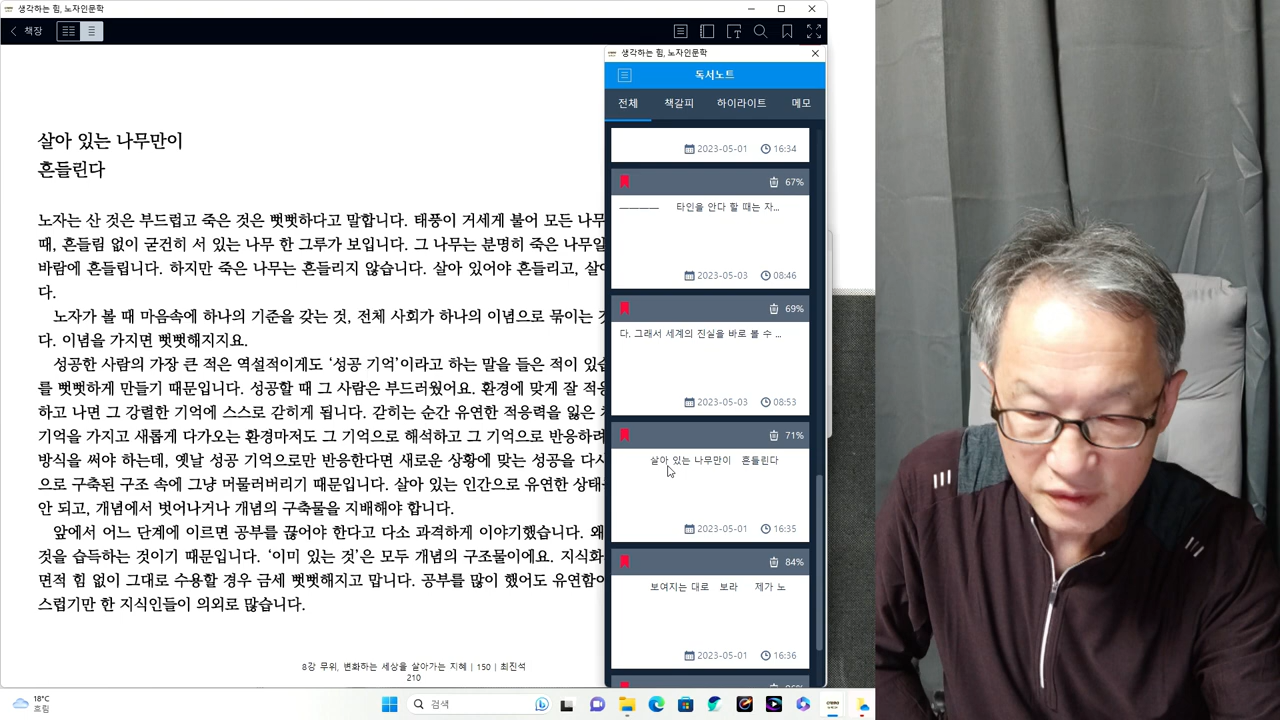 생각하는 힘, 노자인문학
책장
살아 있는 나무만이
흔들린다
노자는 산 것은 부드럽고 죽은 것은 뻣뻣하다고 말합니다. 태풍이 거세게 불어 모든 나무
때, 흔들림 없이 굳건히 서 있는 나무 한 그루가 보입니다. 그 나무는 분명히 죽은 나무일
바람에 흔들립니다. 하지만 죽은 나무는 흔들리지 않습니다. 살아 있어야 흔들리고, 살아
다.
노자가 볼 때 마음속에 하나의 기준을 갖는 것, 전체 사회가 하나의 이념으로 묶이는 것
다. 이념을 가지면 뻣뻣해지지요.
성공한 사람의 가장 큰 적은 역설적이게도 ‘성공 기억’이라고 하는 말을 들은 적이 있습
를 뻣뻣하게 만들기 때문입니다. 성공할 때 그 사람은 부드러웠어요. 환경에 맞게 잘 적응
하고 나면 그 강렬한 기억에 스스로 갇히게 됩니다. 갇히는 순간 유연한 적응력을 잃은
기억을 가지고 새롭게 다가오는 환경마저도 그 기억으로 해석하고 그 기억으로 반응하려
방식을 써야 하는데, 옛날 성공 기억으로만 반응한다면 새로운 상황에 맞는 성공을 다시
으로 구축된 구조 속에 그냥 머물러버리기 때문입니다. 살아 있는 인간으로 유연한 상태
안 되고, 개념에서 벗어나거나 개념의 구축물을 지배해야 합니다.
앞에서 어느 단계에 이르면 공부를 끊어야 한다고 다소 과격하게 이야기했습니다. 왜
것을 습득하는 것이기 때문입니다. ‘이미 있는 것’은 모두 개념의 구조물이에요. 지식화
면적 힘 없이 그대로 수용할 경우 금세 뻣뻣해지고 맙니다. 공부를 많이 했어도 유연함이
스럽기만 한 지식인들이 의외로 많습니다.
8강 무위, 변화하는 세상을 살아가는 지혜 | 150 | 최진석
210
생각하는 힘, 노자인문학
독서노트
전체 책갈피 하이라이트 메모
2023-05-01 16:34
67%
———— 타인을 안다 할 때는 자...
2023-05-03 08:46
69%
다. 그래서 세계의 진실을 바로 볼 수 ...
2023-05-03 08:53
71%
살아 있는 나무만이 흔들린다
2023-05-01 16:35
84%
보여지는 대로 보라 제가 노
2023-05-01 16:36
18°C
흐림
검색